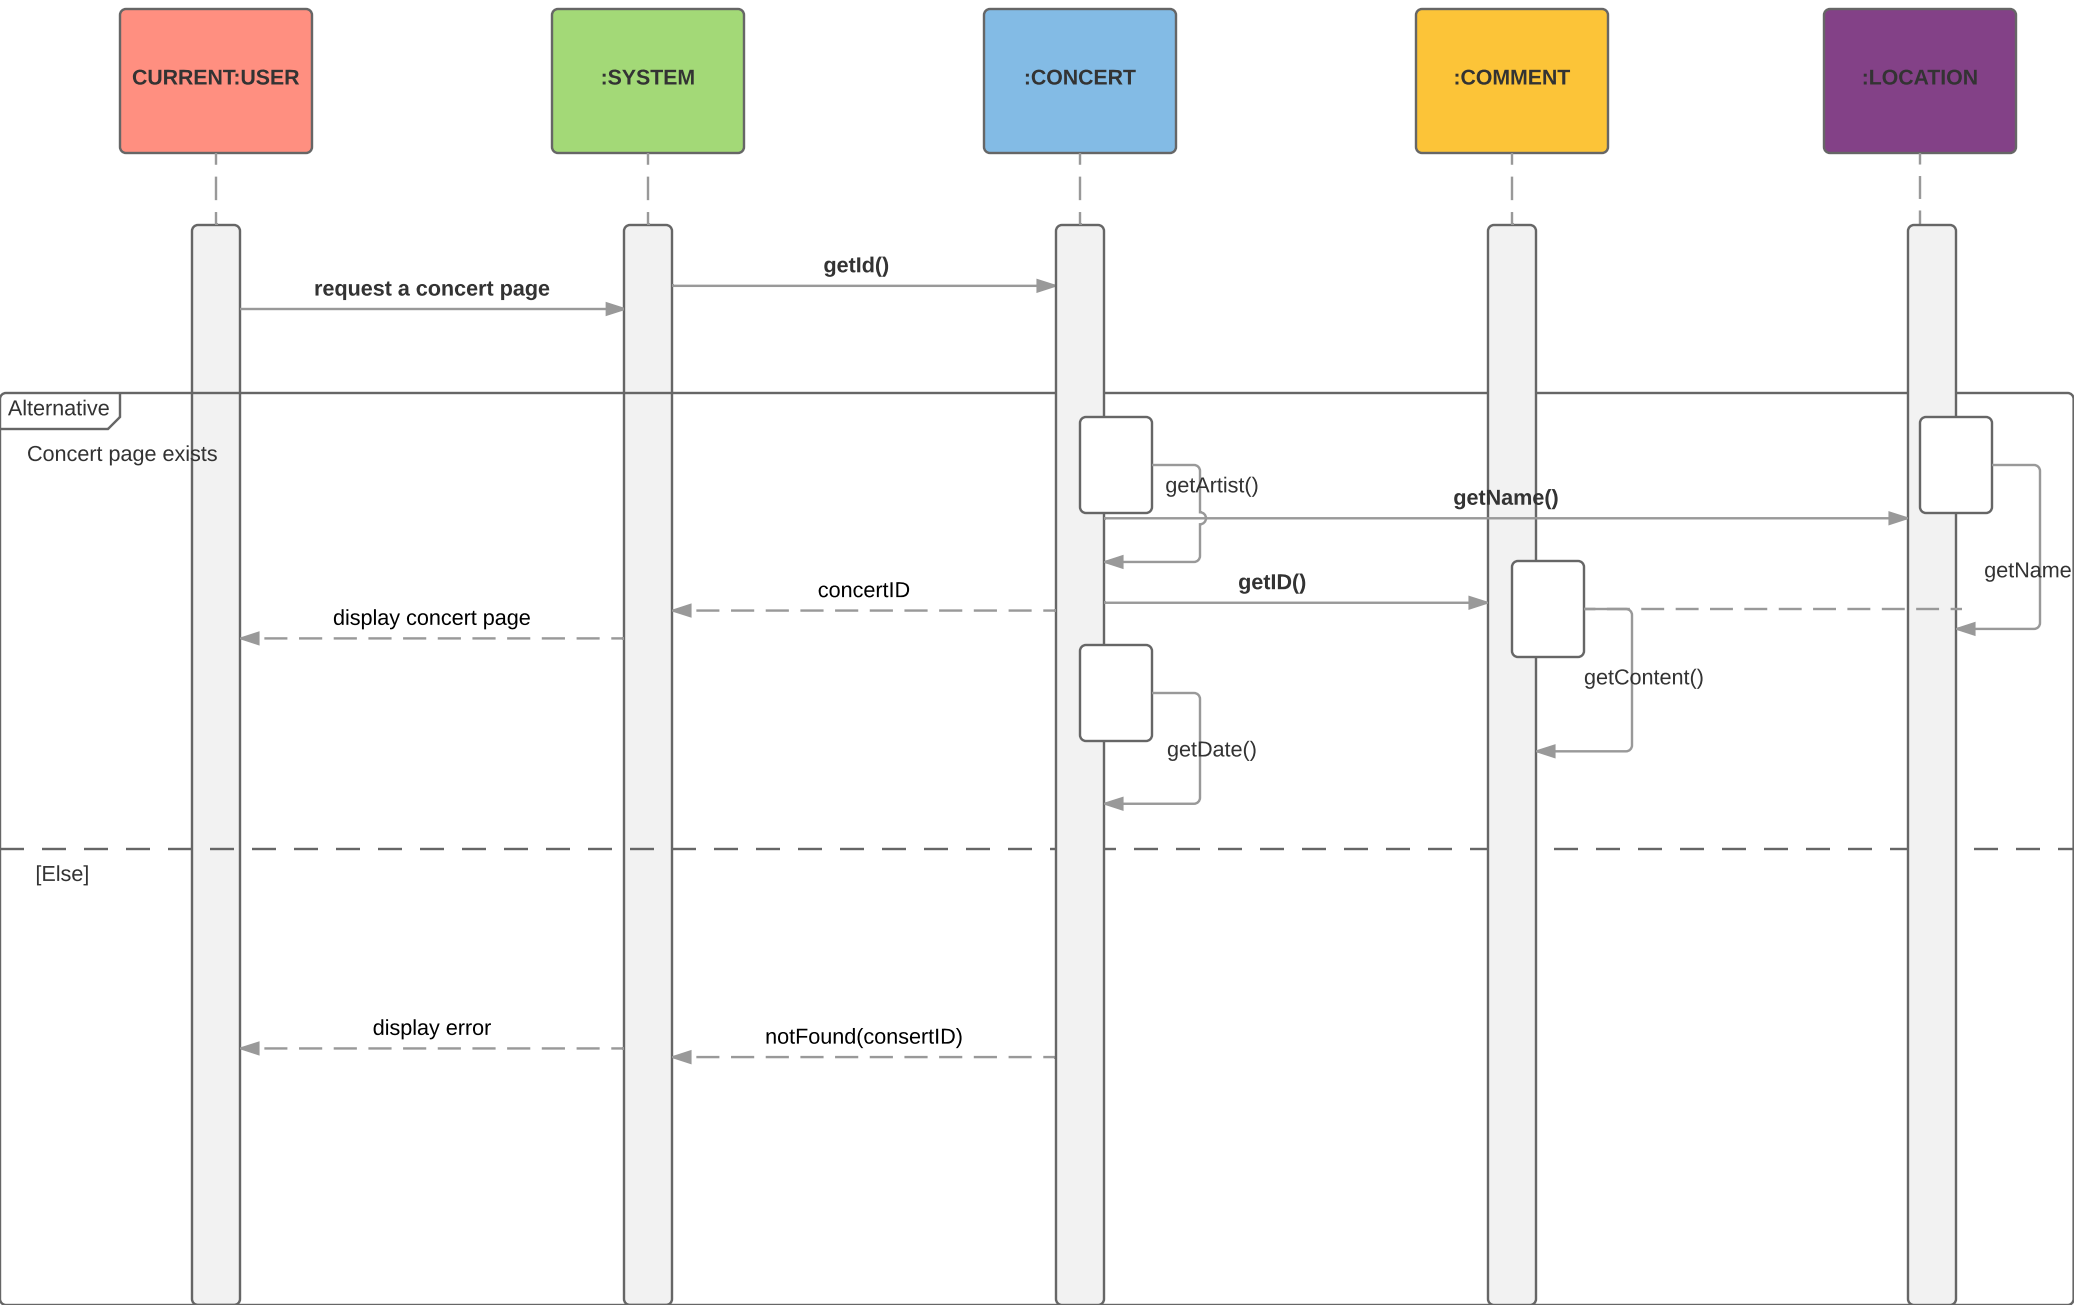 CURRENT:USER
:SYSTEM
:CONCERT
:COMMENT
:LOCATION
getId()
request a concert page
Alternative
Concert page exists
getArtist()
getName()
getName
getID()
concertID
display concert page
getContent()
getDate()
[Else]
display error
notFound(consertID)